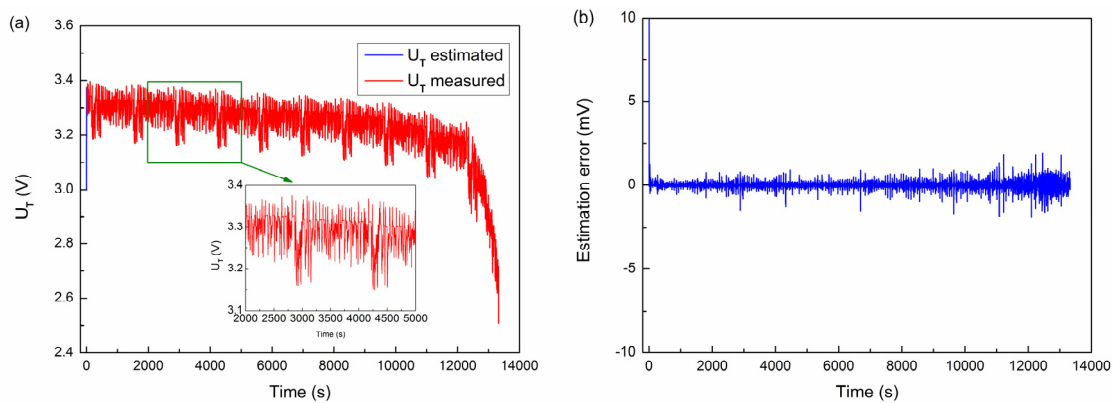 (a)
3.6
3.4
3.2
3.0
2.8
2.6
2.4
U_T (V)
U_T estimated
U_T measured
3.4
3.3
3.2
3.1
U_T (V)
2000 2500 3000 3500 4000 4500 5000
Time (s)
0 2000 4000 6000 8000 10000 12000 14000
Time (s)
(b)
10
5
0
-5
-10
Estimation error (mV)
0 2000 4000 6000 8000 10000 12000 14000
Time (s)